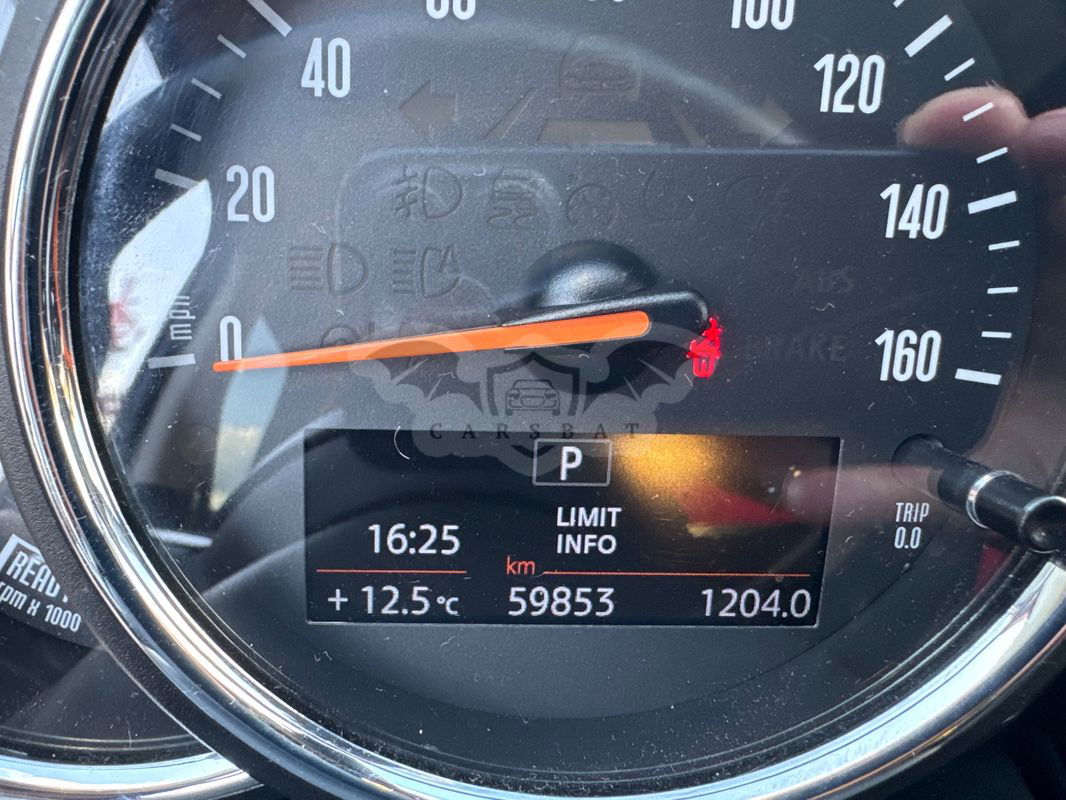 100
40
120
20
140
ABS
mph
0
BRAKE
160
CARSBAT
P
TRIP
0.0
LIMIT
16:25
INFO
km
+ 12.5°C
59853
1204.0
READY
rpm x 1000